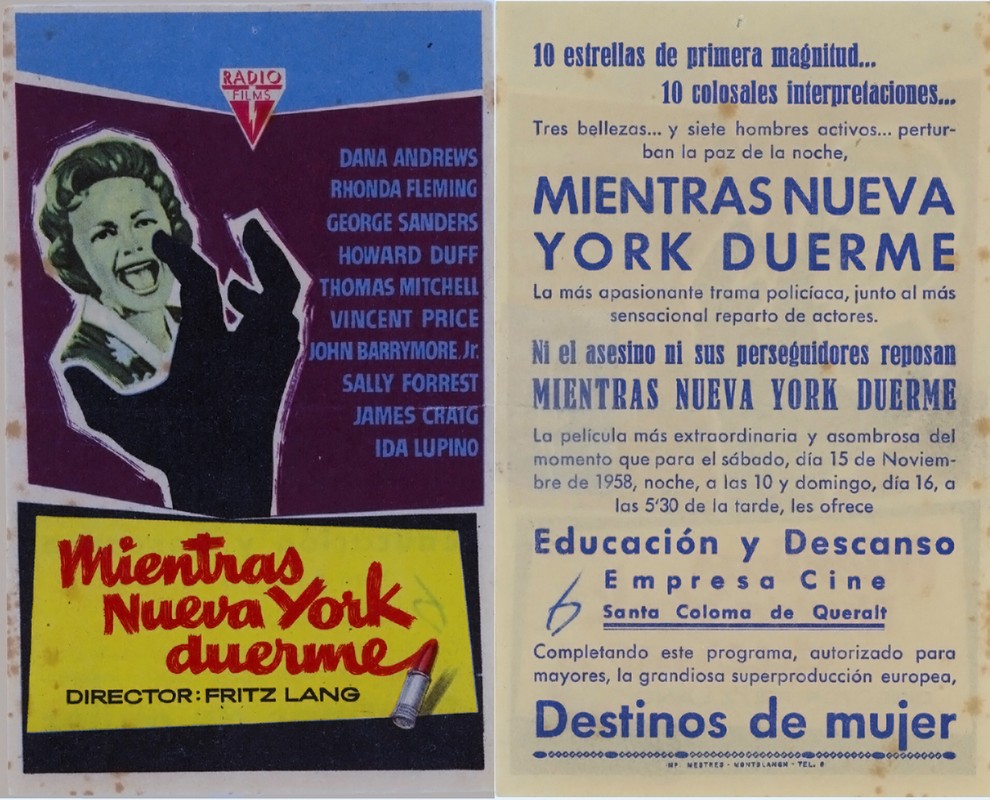 RADIO
FILMS
DANA ANDREWS
RHONDA FLEMING
GEORGE SANDERS
HOWARD DUFF
THOMAS MITCHELL
VINCENT PRICE
JOHN BARRYMORE Jr.
SALLY FORREST
JAMES CRAIG
IDA LUPINO
Mientras
Nueva York
duerme
DIRECTOR: FRITZ LANG
10 estrellas de primera magnitud...
10 colosales interpretaciones...
Tres bellezas... y siete hombres activos... pertur-
ban la paz de la noche,
MIENTRAS NUEVA
YORK DUERME
La más apasionante trama policíaca, junto al más
sensacional reparto de actores.
Ni el asesino ni sus perseguidores reposan
MIENTRAS NUEVA YORK DUERME
La película más extraordinaria y asombrosa del
momento que para el sábado, día 15 de Noviem-
bre de 1958, noche, a las 10 y domingo, día 16, a
las 5'30 de la tarde, les ofrece
Educación y Descanso
Empresa Cine
6
Santa Coloma de Queralt
Completando este programa, autorizado para
mayores, la grandiosa superproducción europea,
Destinos de mujer
MESTRES - MONTBLANCH - TEL.